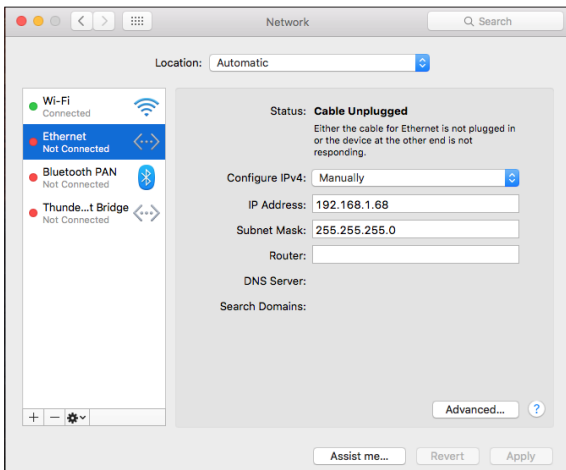 Network
Search
Location: Automatic
Wi-Fi
Connected
Ethernet
Not Connected
Bluetooth PAN
Not Connected
Thunde...t Bridge
Not Connected
Status: Cable Unplugged
Either the cable for Ethernet is not plugged in
or the device at the other end is not
responding.
Configure IPv4: Manually
IP Address: 192.168.1.68
Subnet Mask: 255.255.255.0
Router:
DNS Server:
Search Domains:
Advanced... ?
Assist me... Revert Apply